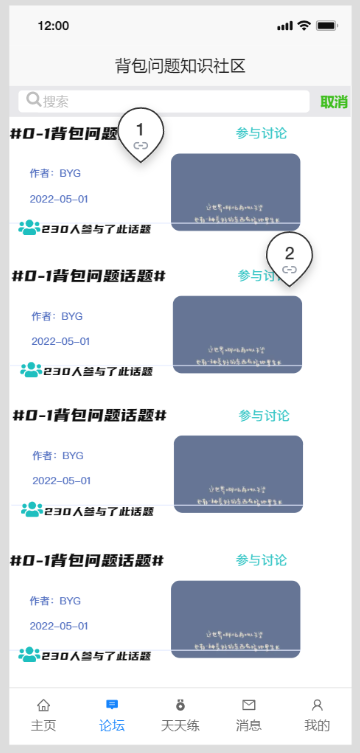 12:00
背包问题知识社区
搜索
取消
#0-1背包问题
1
参与讨论
作者：BYG
2022-05-01
230人参与了此话题
2
#0-1背包问题话题#
参与讨
作者：BYG
2022-05-01
230人参与了此话题
#0-1背包问题话题#
参与讨论
作者：BYG
2022-05-01
230人参与了此话题
#0-1背包问题话题#
参与讨论
作者：BYG
2022-05-01
230人参与了此话题
主页
论坛
天天练
消息
我的